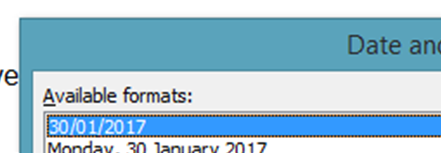 Date and
Available formats:
30/01/2017
Monday, 30 January 2017